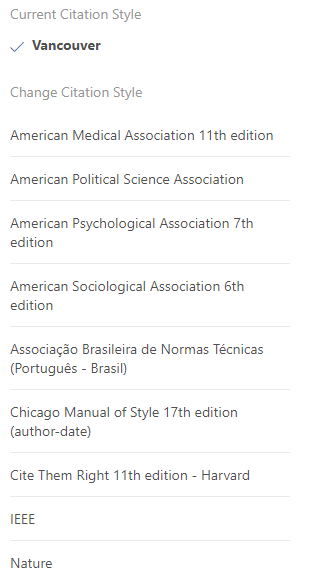 Current Citation Style
Vancouver
Change Citation Style
American Medical Association 11th edition
American Political Science Association
American Psychological Association 7th
edition
American Sociological Association 6th
edition
Associação Brasileira de Normas Técnicas
(Português - Brasil)
Chicago Manual of Style 17th edition
(author-date)
Cite Them Right 11th edition - Harvard
IEEE
Nature